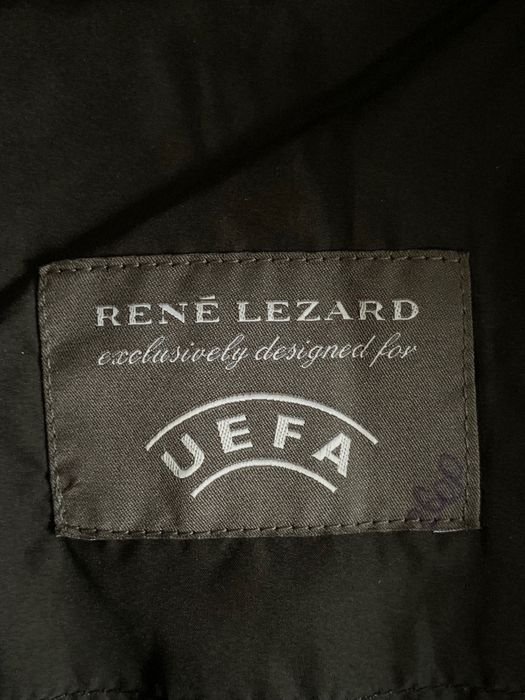 RENÉ LEZARD
exclusively designed for
UEFA